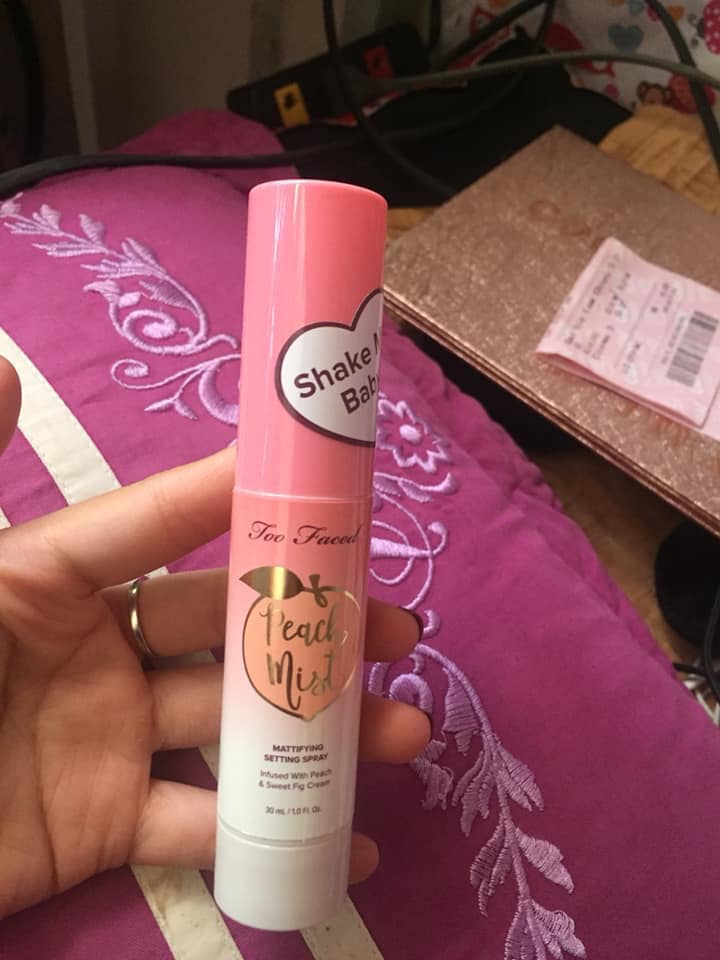 Shake M
Baby
Too Faced
Peach
Mist
MATTIFYING
SETTING SPRAY
Infused With Peach
& Sweet Fig Cream
30 mL / 1.0 Fl. Oz.